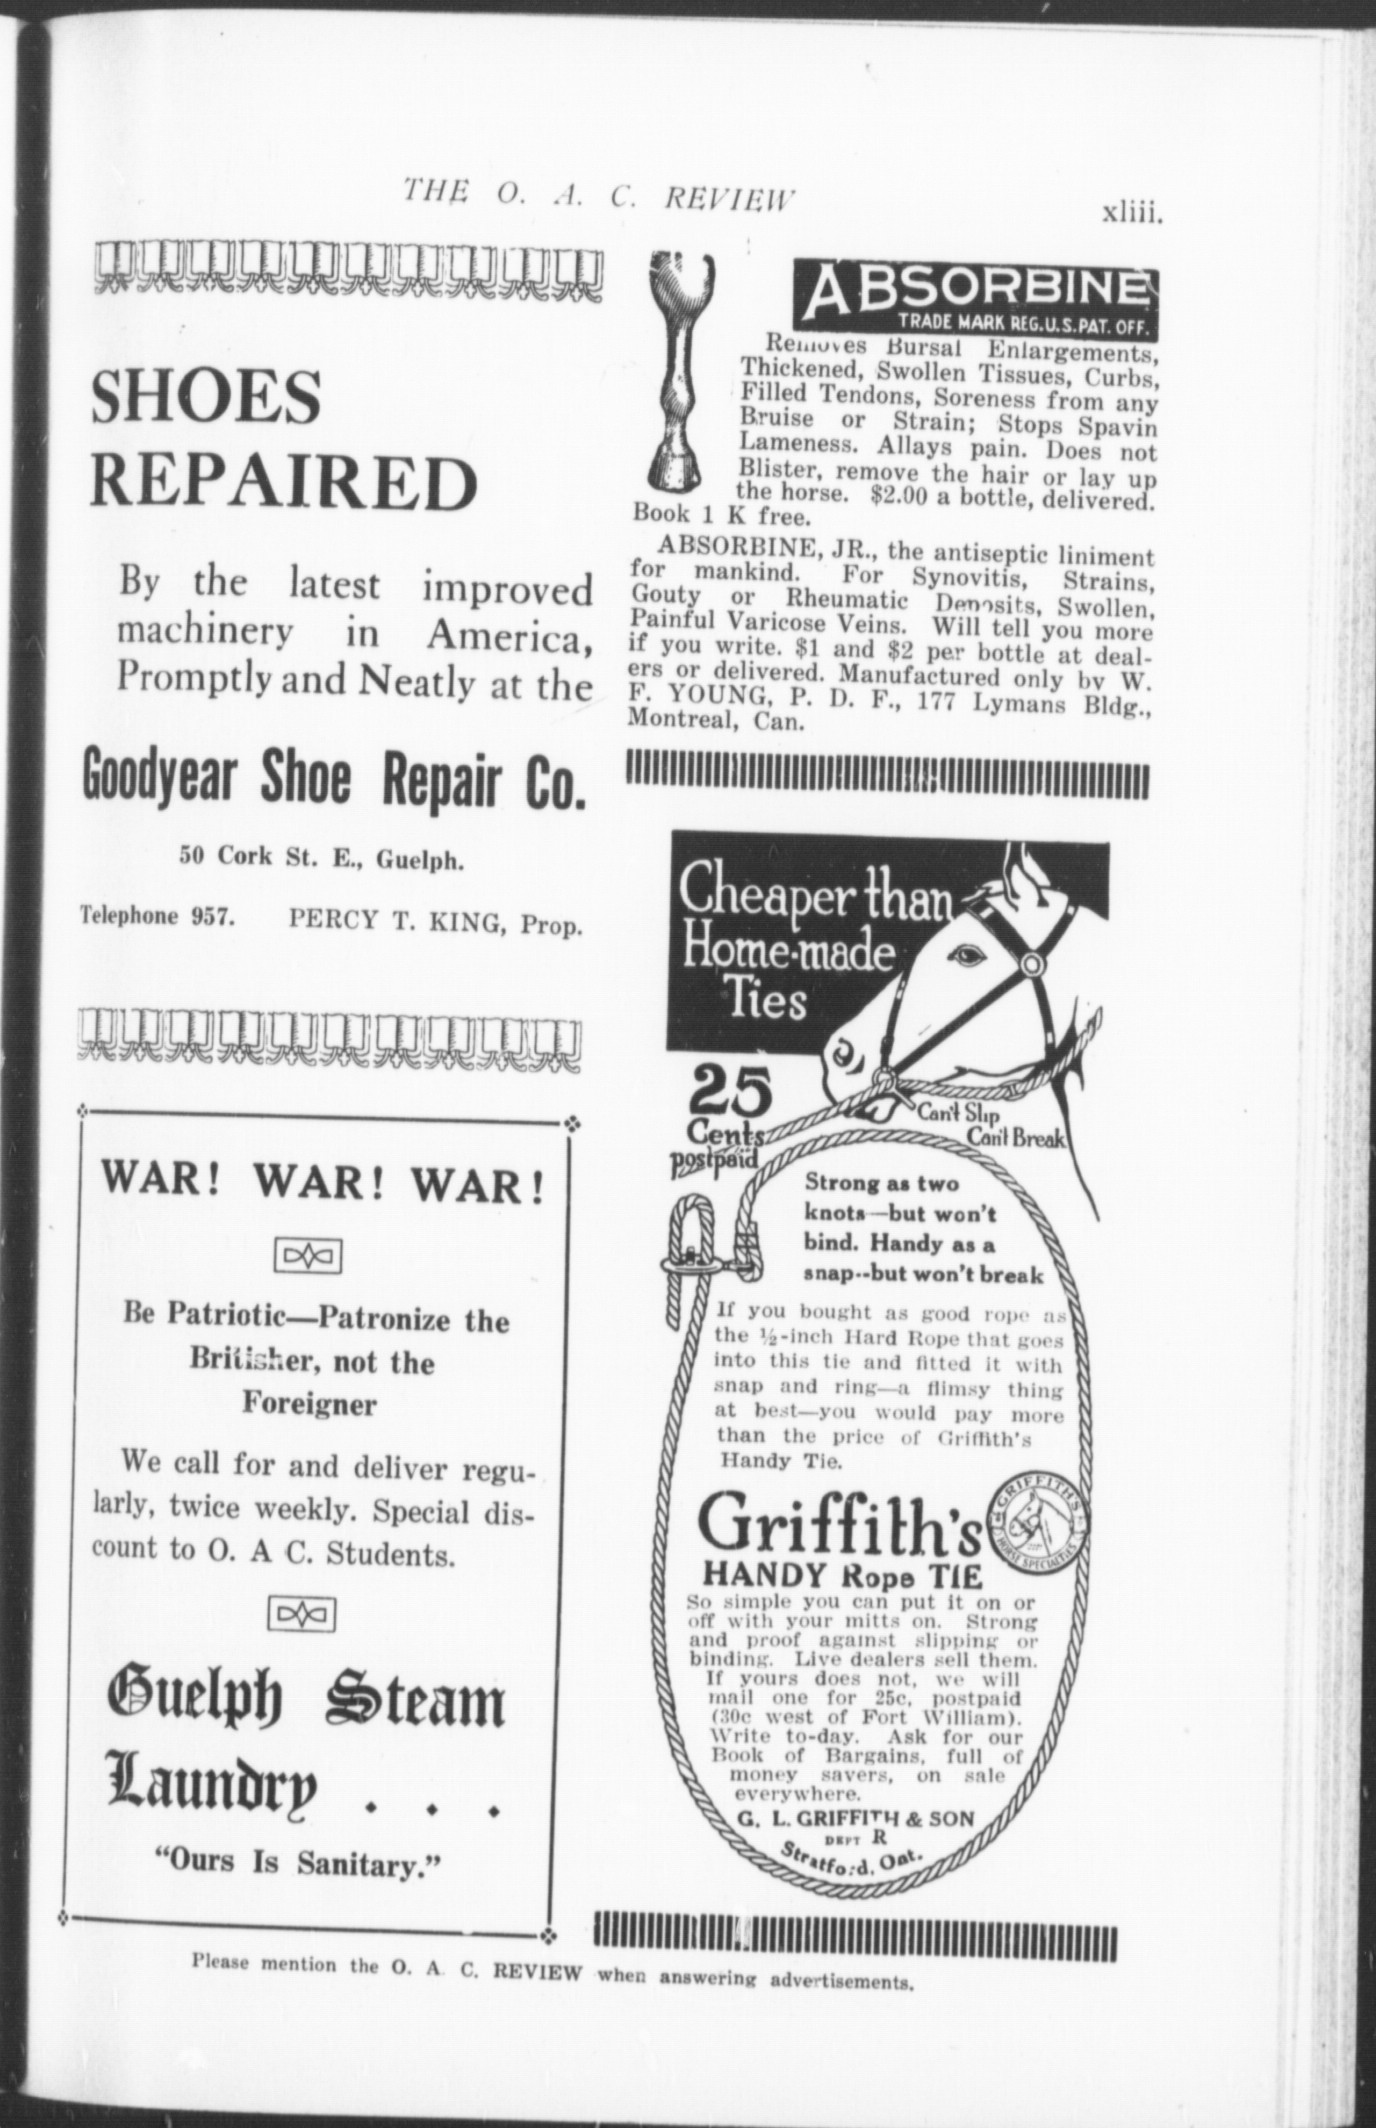 THE O. A. C. REVIEW
xliii.
SHOES
REPAIRED
By the latest improved
machinery in America,
Promptly and Neatly at the
Goodyear Shoe Repair Co.
50 Cork St. E., Guelph.
Telephone 957. PERCY T. KING, Prop.
WAR! WAR! WAR!
Be Patriotic—Patronize the
Britisher, not the
Foreigner
We call for and deliver regu-
larly, twice weekly. Special dis-
count to O. A C. Students.
Guelph Steam
Laundry . . .
"Ours Is Sanitary."
ABSORBINE
TRADE MARK REG.U.S.PAT. OFF.
Removes Bursal Enlargements,
Thickened, Swollen Tissues, Curbs,
Filled Tendons, Soreness from any
Bruise or Strain; Stops Spavin
Lameness. Allays pain. Does not
Blister, remove the hair or lay up
the horse. $2.00 a bottle, delivered.
Book 1 K free.
ABSORBINE, JR., the antiseptic liniment
for mankind. For Synovitis, Strains,
Gouty or Rheumatic Deposits, Swollen,
Painful Varicose Veins. Will tell you more
if you write. $1 and $2 per bottle at deal-
ers or delivered. Manufactured only by W.
F. YOUNG, P. D. F., 177 Lymans Bldg.,
Montreal, Can.
Cheaper than
Home-made
Ties
25
Cents
postpaid
Can't Slip
Can't Break
Strong as two
knots—but won't
bind. Handy as a
snap--but won't break
If you bought as good rope as
the ½-inch Hard Rope that goes
into this tie and fitted it with
snap and ring—a flimsy thing
at best—you would pay more
than the price of Griffith's
Handy Tie.
Griffith's
GRIFFITH'S
HORSE SPECIALTIES
HANDY Rope TIE
So simple you can put it on or
off with your mitts on. Strong
and proof against slipping or
binding. Live dealers sell them.
If yours does not, we will
mail one for 25c, postpaid
(30c west of Fort William).
Write to-day. Ask for our
Book of Bargains, full of
money savers, on sale
everywhere.
G. L. GRIFFITH & SON
DEPT R
Stratford, Ont.
Please mention the O. A. C. REVIEW when answering advertisements.